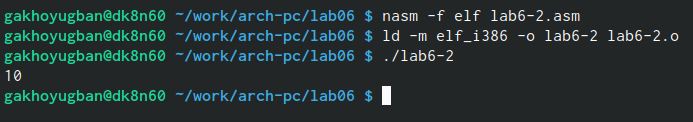 gakhoyugban@dk8n60 ~/work/arch-pc/lab06 $ nasm -f elf lab6-2.asm
gakhoyugban@dk8n60 ~/work/arch-pc/lab06 $ ld -m elf_i386 -o lab6-2 lab6-2.o
gakhoyugban@dk8n60 ~/work/arch-pc/lab06 $ ./lab6-2
10
gakhoyugban@dk8n60 ~/work/arch-pc/lab06 $